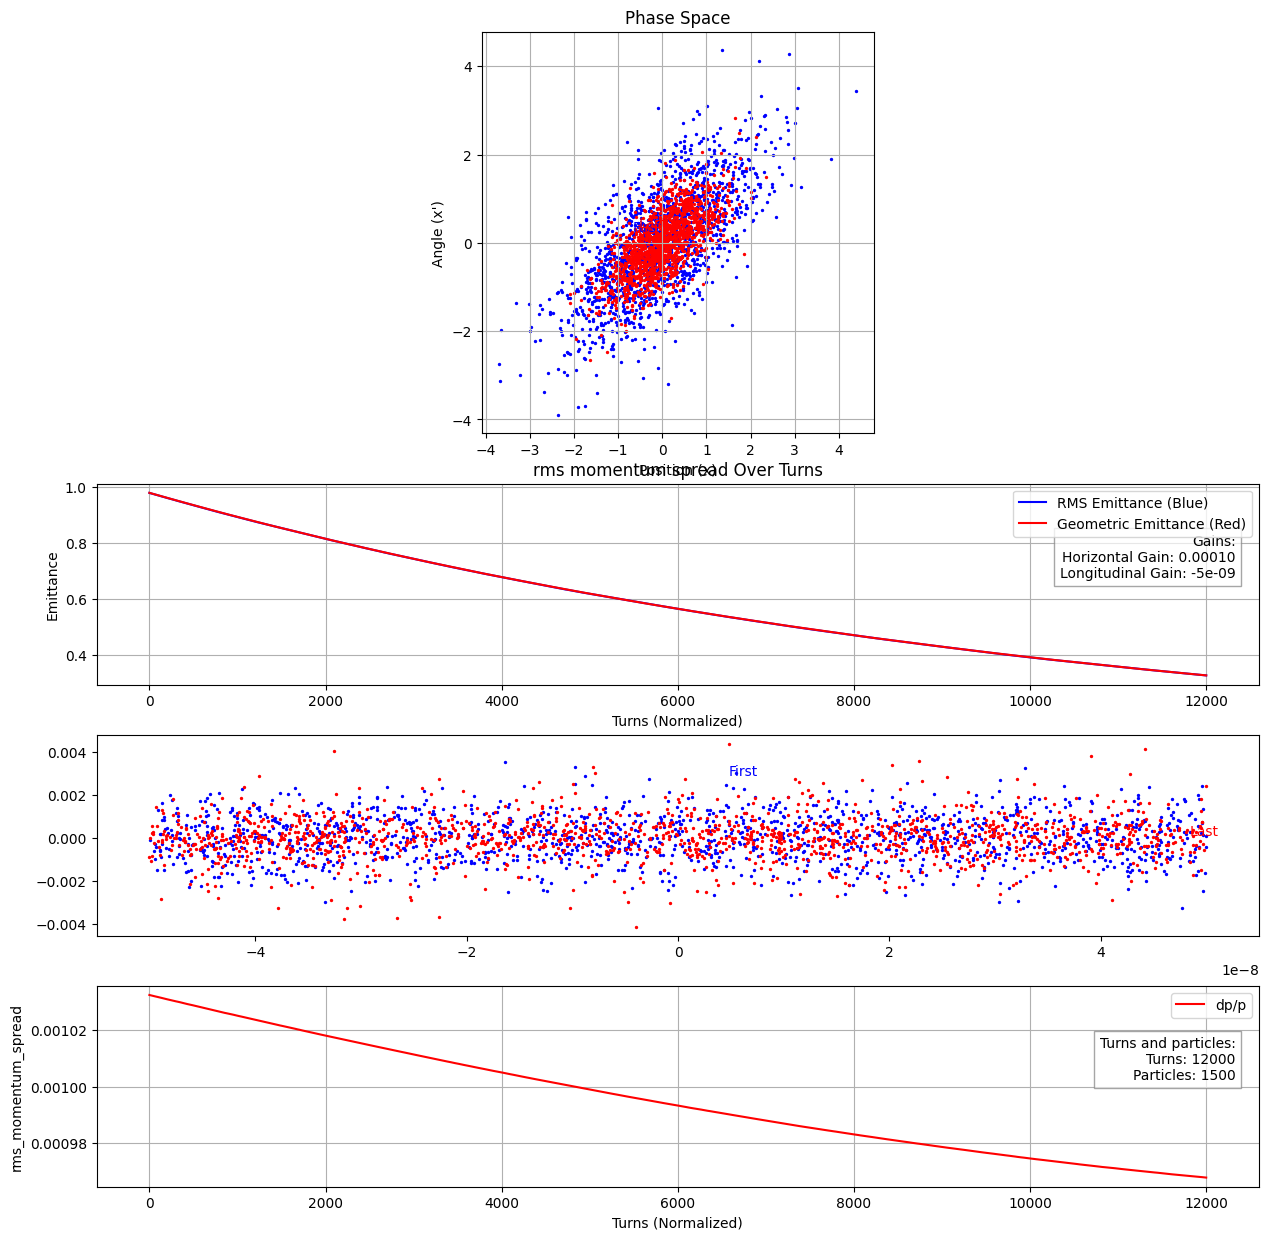 Phase Space
4
2
0
−2
−4
Angle (x')
−4
−3
−2
−1
0
1
2
3
4
Position (x)
rms momentum spread Over Turns
1.0
0.8
0.6
0.4
Emittance
RMS Emittance (Blue)
Geometric Emittance (Red)
Gains:
Horizontal Gain: 0.00010
Longitudinal Gain: -5e-09
0
2000
4000
6000
8000
10000
12000
Turns (Normalized)
0.004
0.002
0.000
−0.002
−0.004
First
Last
−4
−2
0
2
4
1e−8
0.00102
0.00100
0.00098
rms_momentum_spread
dp/p
Turns and particles:
Turns: 12000
Particles: 1500
0
2000
4000
6000
8000
10000
12000
Turns (Normalized)